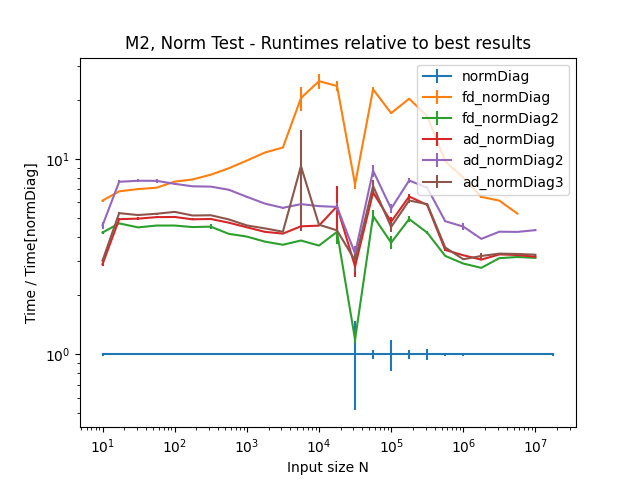 M2, Norm Test - Runtimes relative to best results
normDiag
fd_normDiag
fd_normDiag2
ad_normDiag
ad_normDiag2
ad_normDiag3
Time / Time[normDiag]
10¹
10⁰
10¹ 10² 10³ 10⁴ 10⁵ 10⁶ 10⁷
Input size N